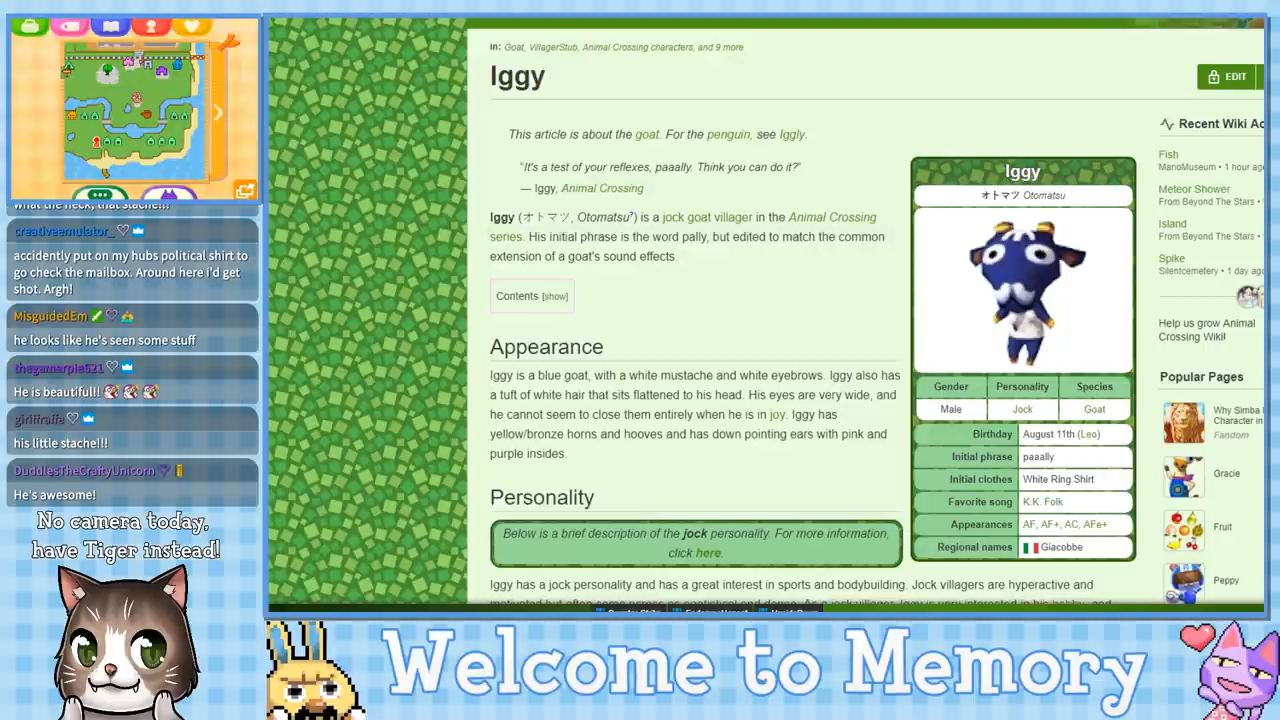 what the heck, that stache!!!
creativeemulator_
accidently put on my hubs political shirt to
go check the mailbox. Around here i'd get
shot. Argh!
MisguidedEm
he looks like he's seen some stuff
thegamerpie621
He is beautiful!!
girlffraffe
his little stache!!!
DuddlesTheCraftyUnicorn
He's awesome!
No camera today,
have Tiger instead!
in: Goat, VillagerStub, Animal Crossing characters, and 9 more
Iggy
EDIT
This article is about the goat. For the penguin, see Iggly.
"It's a test of your reflexes, paaally. Think you can do it?"
— Iggy, Animal Crossing
Iggy (オトマツ, Otomatsu?) is a jock goat villager in the Animal Crossing
series. His initial phrase is the word pally, but edited to match the common
extension of a goat's sound effects.
Contents [show]
Appearance
Iggy is a blue goat, with a white mustache and white eyebrows. Iggy also has
a tuft of white hair that sits flattened to his head. His eyes are very wide, and
he cannot seem to close them entirely when he is in joy. Iggy has
yellow/bronze horns and hooves and has down pointing ears with pink and
purple insides.
Personality
Below is a brief description of the jock personality. For more information,
click here.
Iggy has a jock personality and has a great interest in sports and bodybuilding. Jock villagers are hyperactive and
Iggy
オトマツ Otomatsu
Gender Personality Species
Male Jock Goat
Birthday August 11th (Leo)
Initial phrase paaally
Initial clothes White Ring Shirt
Favorite song K.K. Folk
Appearances AF, AF+, AC, AFe+
Regional names Giacobbe
Recent Wiki Ac
Fish
MarioMuseum • 1 hour ag
Meteor Shower
From Beyond The Stars •
Island
From Beyond The Stars •
Spike
Silentcemetery • 1 day ag
Help us grow Animal
Crossing Wiki!
Popular Pages
Why Simba I
Character in
Fandom
Gracie
Fruit
Peppy
Welcome to Memory